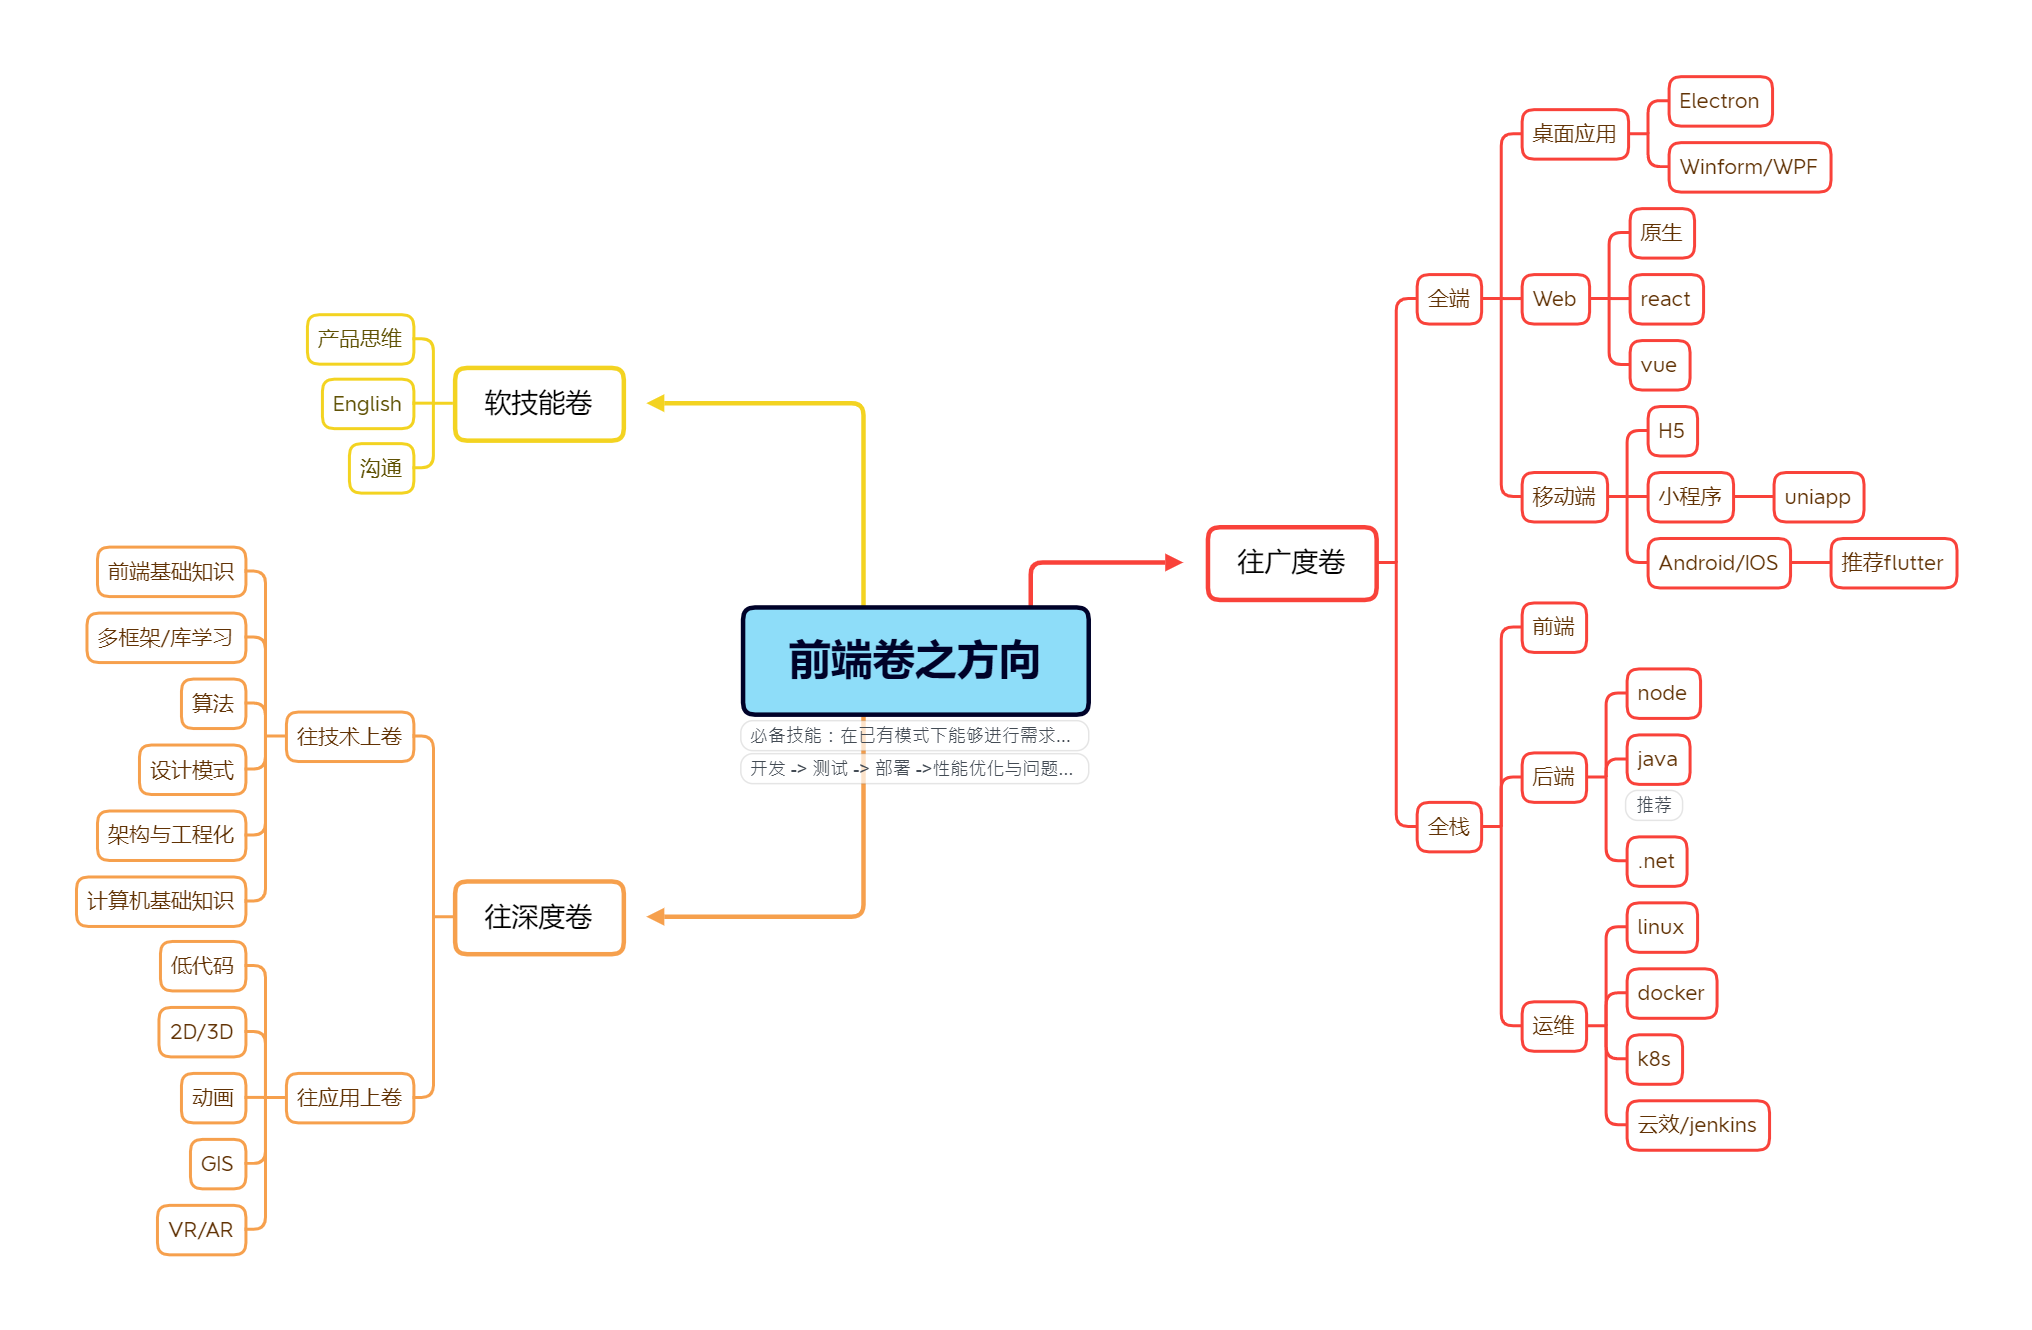 前端卷之方向
必备技能：在已有模式下能够进行需求...
开发 -> 测试 -> 部署 ->性能优化与问题...
往广度卷
全端
桌面应用
Electron
Winform/WPF
Web
原生
react
vue
移动端
H5
小程序
uniapp
Android/IOS
推荐flutter
全栈
前端
后端
node
java
推荐
.net
运维
linux
docker
k8s
云效/jenkins
软技能卷
产品思维
English
沟通
往深度卷
往技术上卷
前端基础知识
多框架/库学习
算法
设计模式
架构与工程化
计算机基础知识
往应用上卷
低代码
2D/3D
动画
GIS
VR/AR